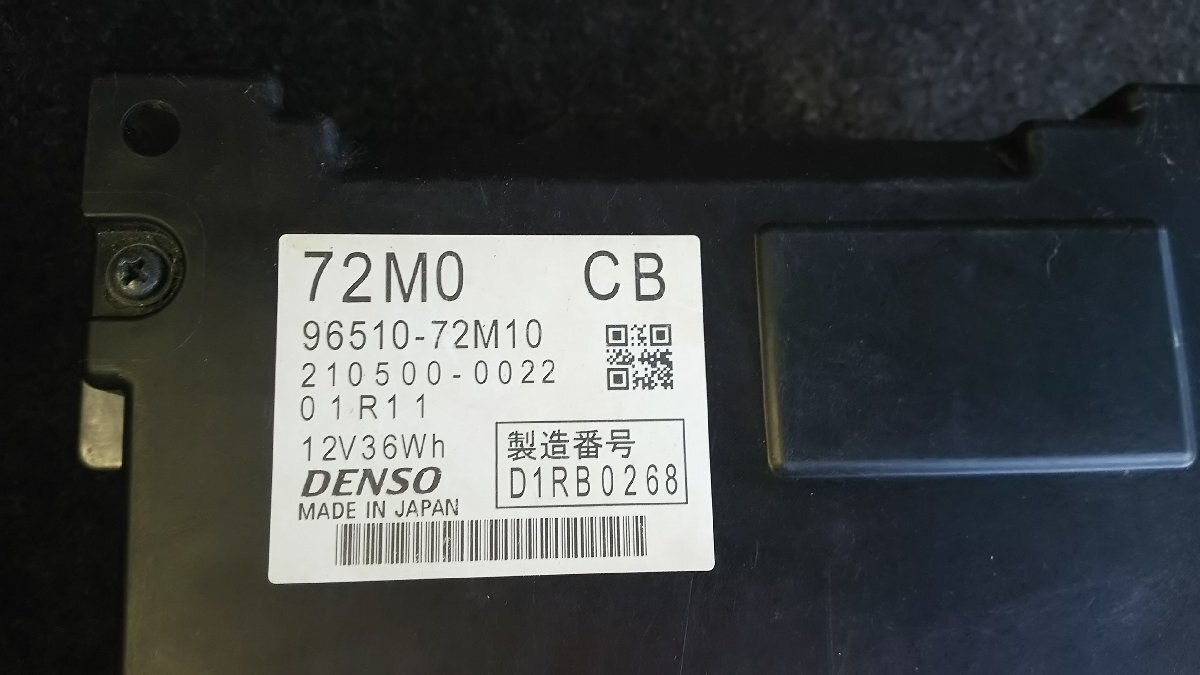 72M0 CB
96510-72M10
210500-0022
01R11
12V36Wh
製造番号
DENSO
D1RB0268
MADE IN JAPAN